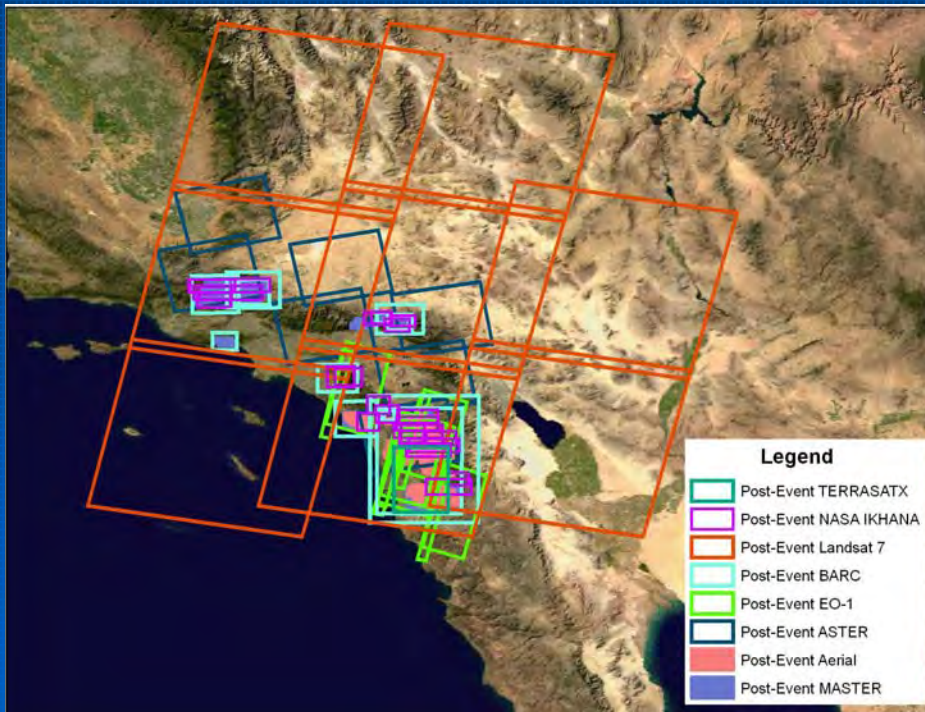 Legend
Post-Event TERRASATX
Post-Event NASA IKHANA
Post-Event Landsat 7
Post-Event BARC
Post-Event EO-1
Post-Event ASTER
Post-Event Aerial
Post-Event MASTER